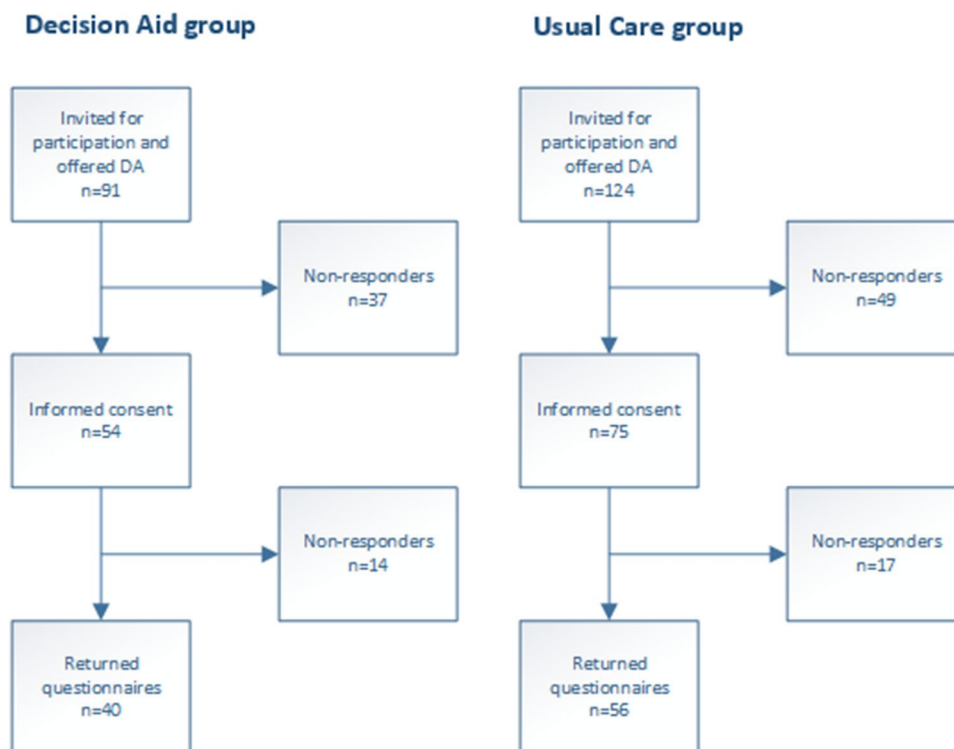 Decision Aid group
Invited for
participation and
offered DA
n=91
Non-responders
n=37
Informed consent
n=54
Non-responders
n=14
Returned
questionnaires
n=40
Usual Care group
Invited for
participation and
offered DA
n=124
Non-responders
n=49
Informed consent
n=75
Non-responders
n=17
Returned
questionnaires
n=56